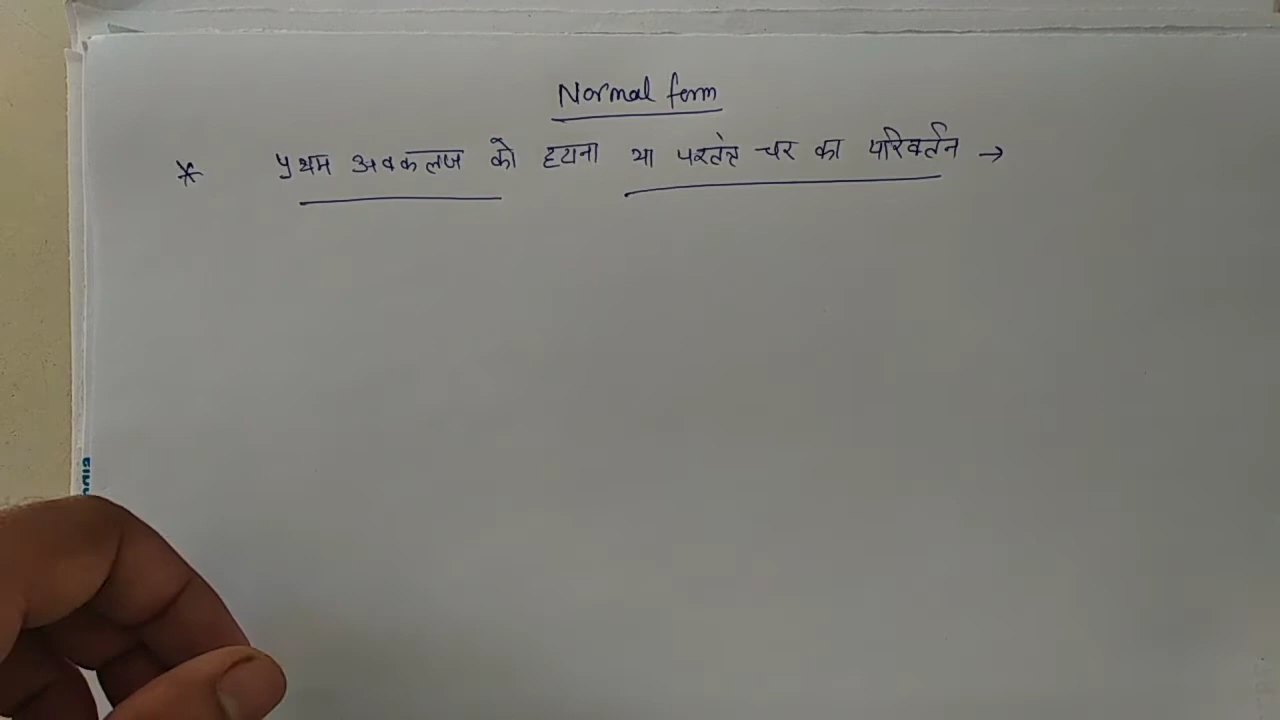 Normal form
* प्रथम अवकलज को हटाना या परतंत्र चर का परिवर्तन →